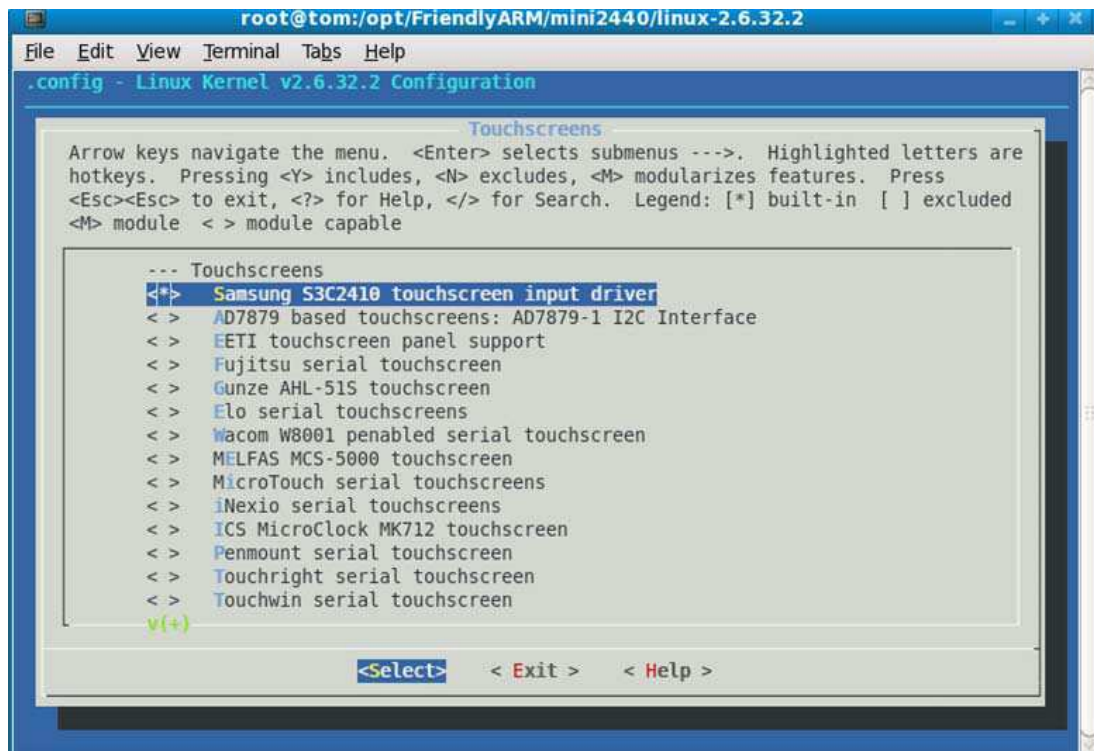 root@tom:/opt/FriendlyARM/mini2440/linux-2.6.32.2
File Edit View Terminal Tabs Help
.config - Linux Kernel v2.6.32.2 Configuration
Touchscreens
Arrow keys navigate the menu. <Enter> selects submenus --->. Highlighted letters are
hotkeys. Pressing <Y> includes, <N> excludes, <M> modularizes features. Press
<Esc><Esc> to exit, <?> for Help, </> for Search. Legend: [*] built-in [ ] excluded
<M> module < > module capable
--- Touchscreens
<*> Samsung S3C2410 touchscreen input driver
< > AD7879 based touchscreens: AD7879-1 I2C Interface
< > EETI touchscreen panel support
< > Fujitsu serial touchscreen
< > Gunze AHL-51S touchscreen
< > Elo serial touchscreens
< > Wacom W8001 penabled serial touchscreen
< > MELFAS MCS-5000 touchscreen
< > MicroTouch serial touchscreens
< > iNexio serial touchscreens
< > ICS MicroClock MK712 touchscreen
< > Penmount serial touchscreen
< > Touchright serial touchscreen
< > Touchwin serial touchscreen
v(+)
<Select> < Exit > < Help >